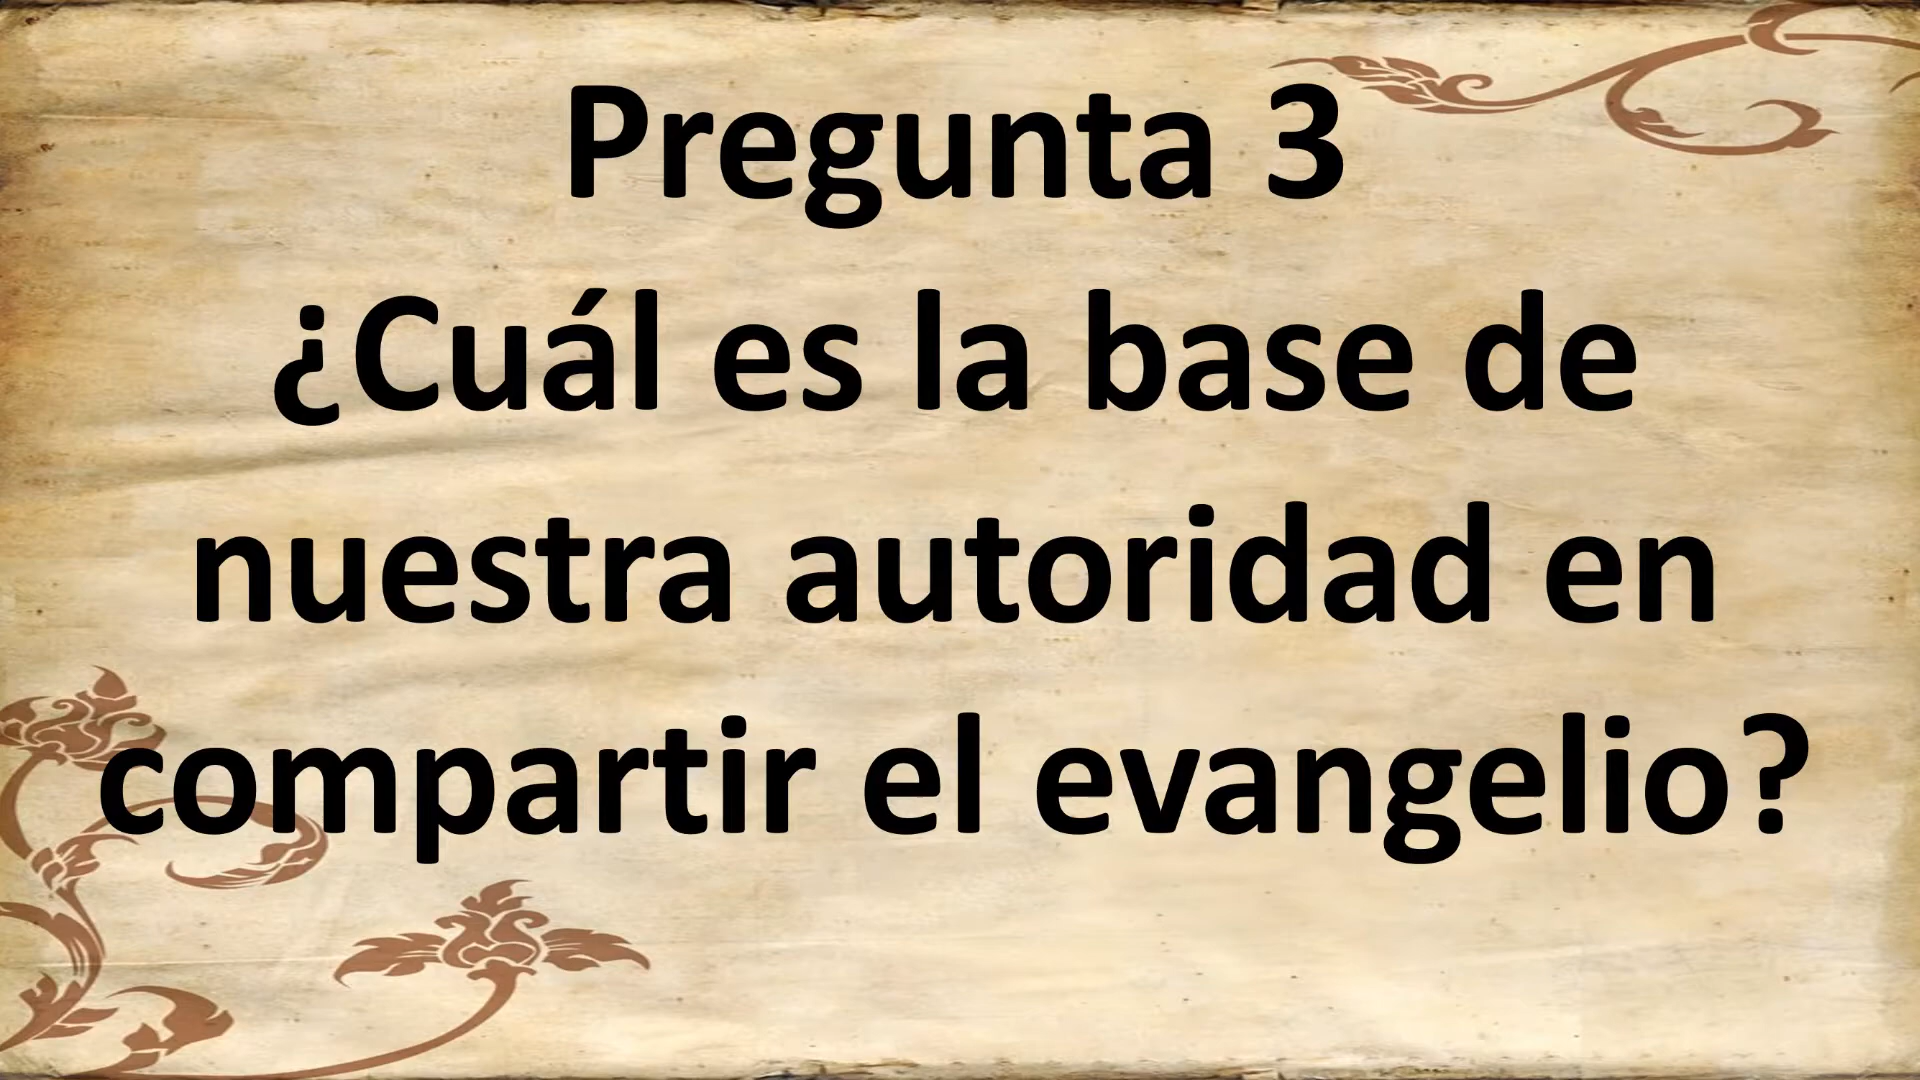 Pregunta 3
¿Cuál es la base de
nuestra autoridad en
compartir el evangelio?